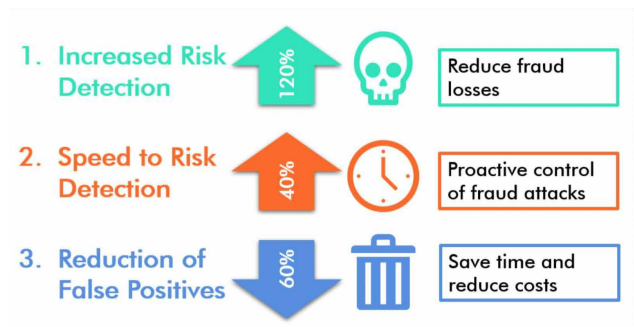 1. Increased Risk
Detection
120%
Reduce fraud
losses
2. Speed to Risk
Detection
40%
Proactive control
of fraud attacks
3. Reduction of
False Positives
60%
Save time and
reduce costs